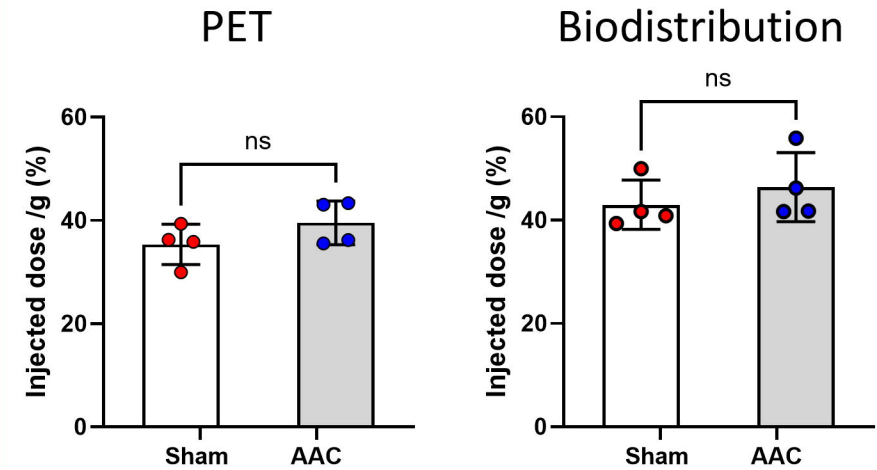 PET
Injected dose /g (%)
60
40
20
0
ns
Sham
AAC
Biodistribution
Injected dose /g (%)
60
40
20
0
ns
Sham
AAC